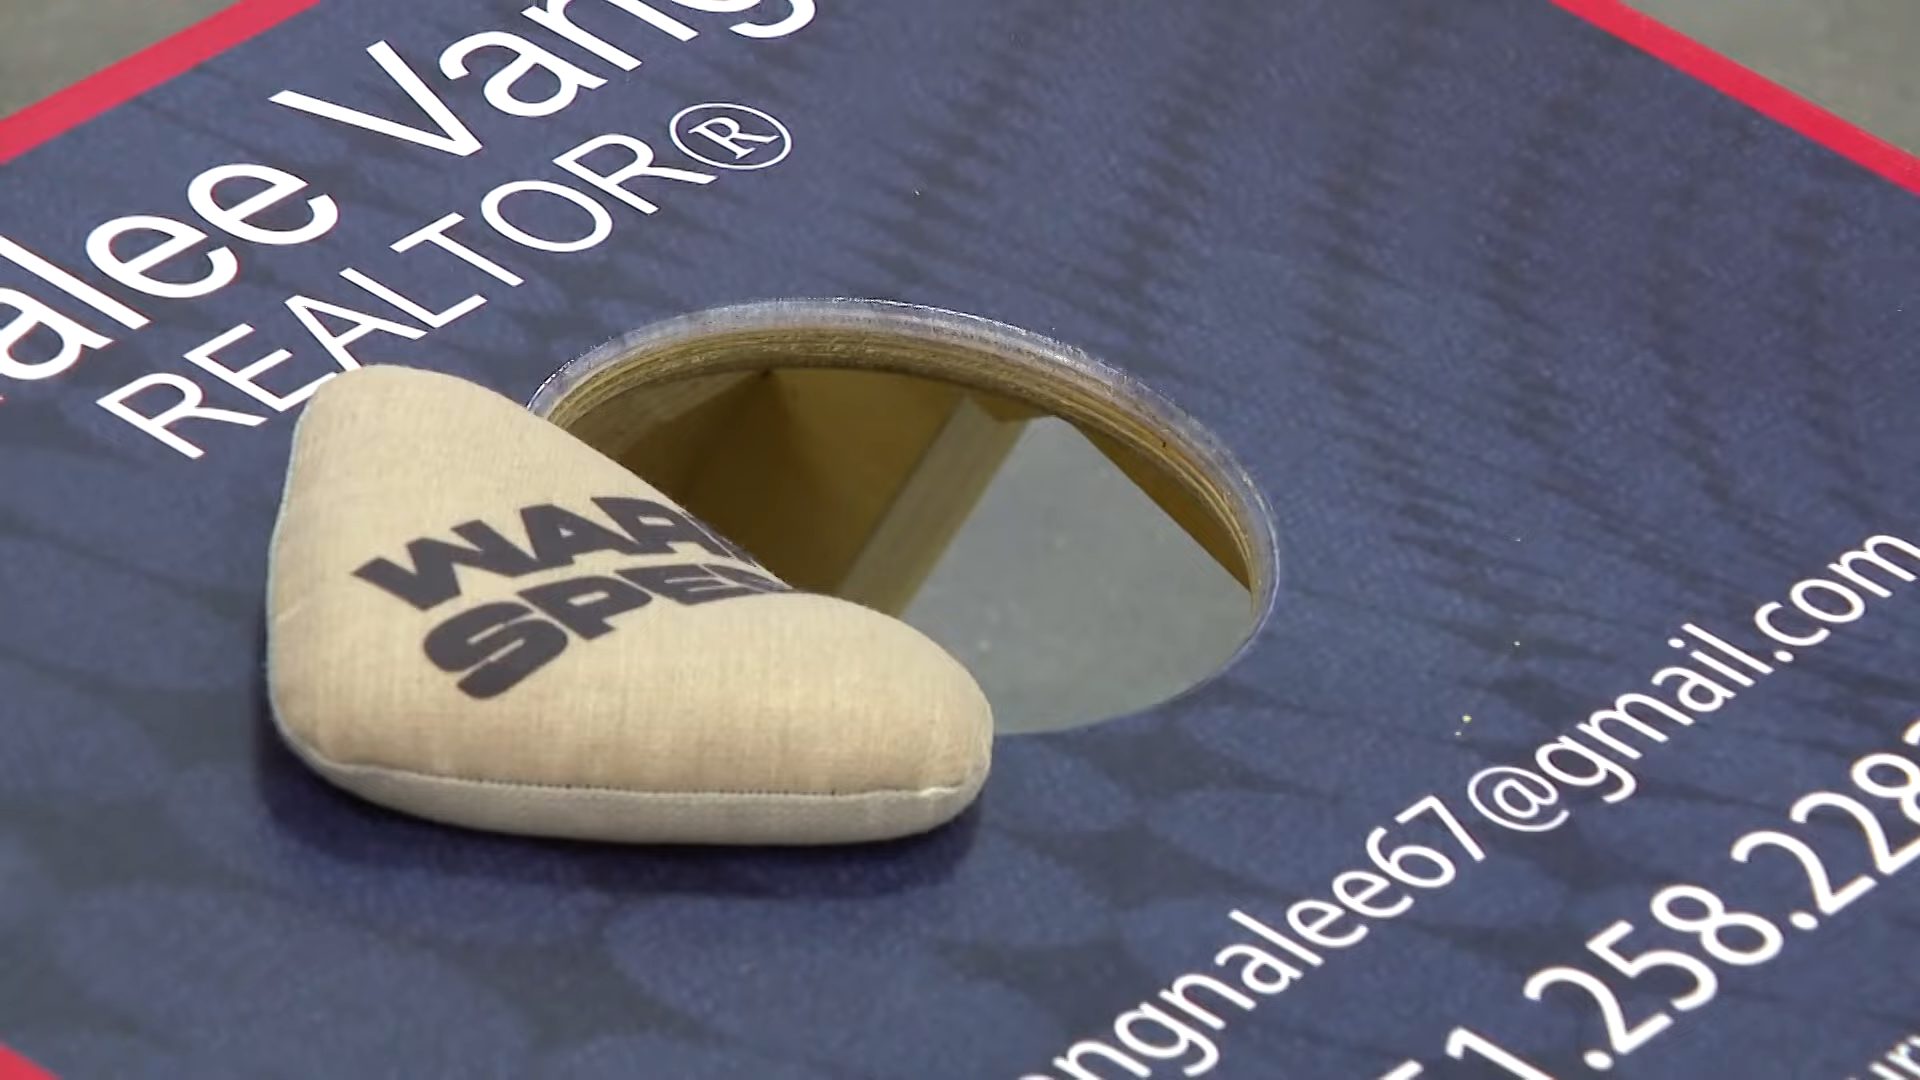 alee Vang
REALTOR®
WAR
SPE
ngnalee67@gmail.com
1.258.228